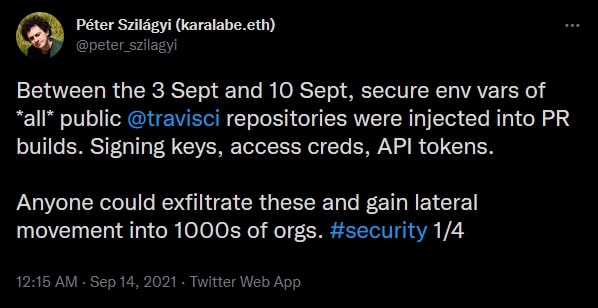 Péter Szilágyi (karalabe.eth)
@peter_szilagyi
Between the 3 Sept and 10 Sept, secure env vars of
*all* public @travisci repositories were injected into PR
builds. Signing keys, access creds, API tokens.
Anyone could exfiltrate these and gain lateral
movement into 1000s of orgs. #security 1/4
12:15 AM · Sep 14, 2021 · Twitter Web App